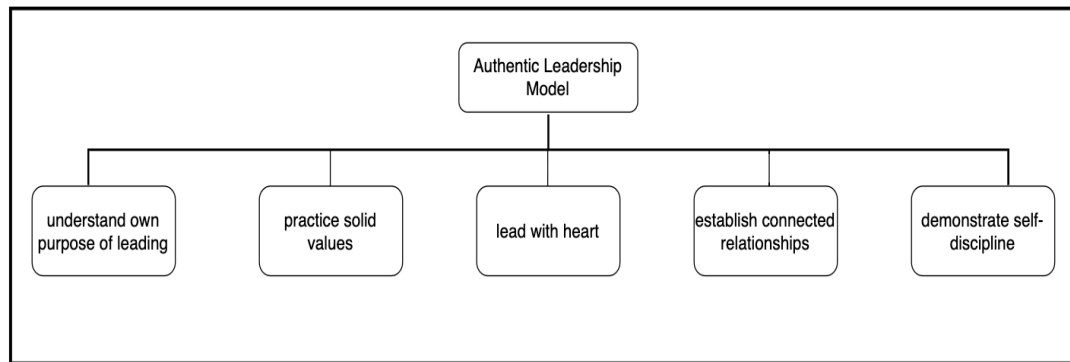 Authentic Leadership
Model
understand own
purpose of leading
practice solid
values
lead with heart
establish connected
relationships
demonstrate self-
discipline